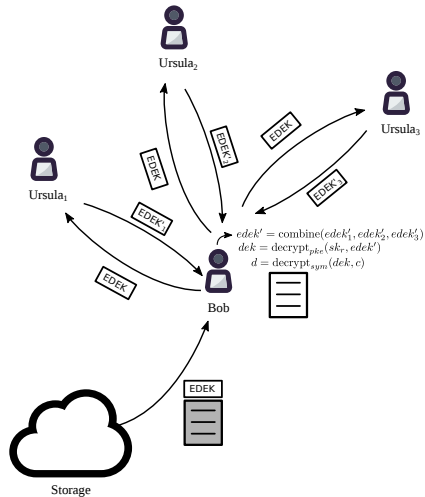 Ursula₂
Ursula₃
EDEK
EDEK
EDEK'₂
Ursula₁
EDEK'₃
EDEK'₁
edek′ = combine(edek′₁, edek′₂, edek′₃)
dek = decryptₚₖₑ(skᵣ, edek′)
d = decryptₛᵧₘ(dek, c)
EDEK
Bob
EDEK
Storage